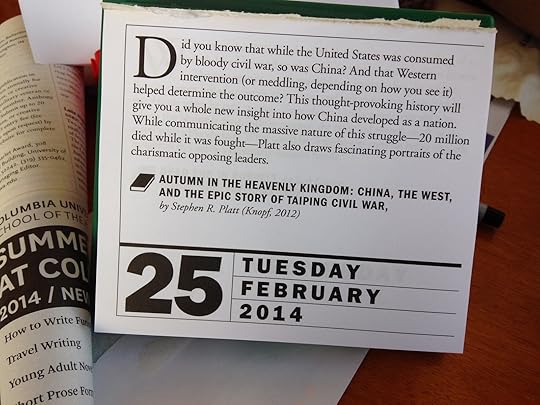 Did you know that while the United States was consumed
by bloody civil war, so was China? And that Western
intervention (or meddling, depending on how you see it)
helped determine the outcome? This thought-provoking history will
give you a whole new insight into how China developed as a nation.
While communicating the massive nature of this struggle—20 million
died while it was fought—Platt also draws fascinating portraits of the
charismatic opposing leaders.
AUTUMN IN THE HEAVENLY KINGDOM: CHINA, THE WEST,
AND THE EPIC STORY OF TAIPING CIVIL WAR,
by Stephen R. Platt (Knopf, 2012)
25
TUESDAY
FEBRUARY
2014
SUMME
AT COL
2014 / NEW
How to Write
Travel Writing
Young Adult
Short Prose